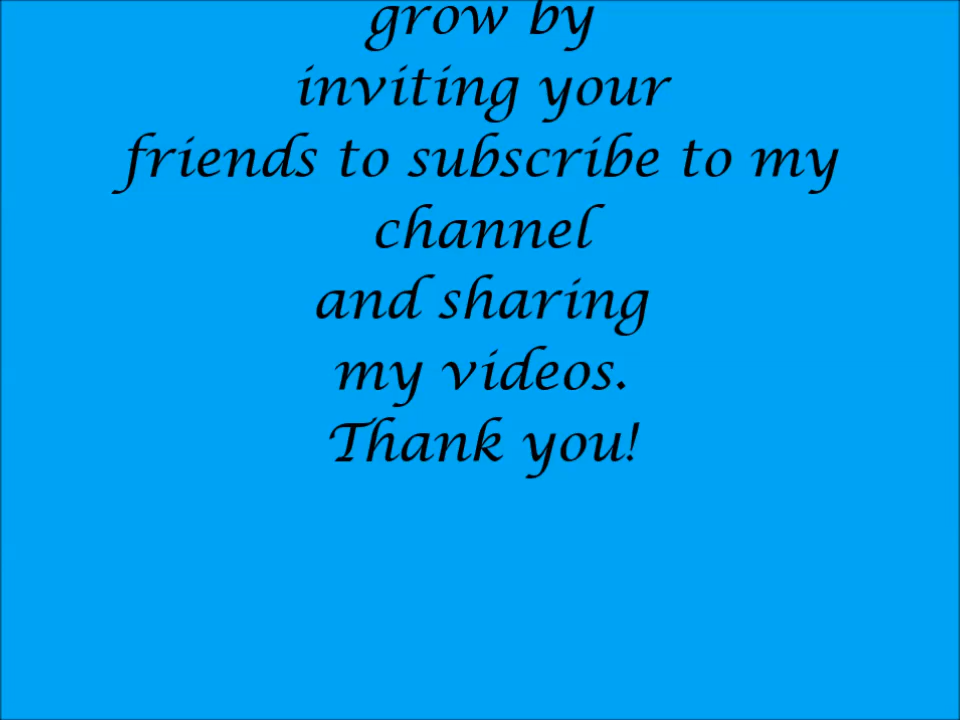 grow by
inviting your
friends to subscribe to my
channel
and sharing
my videos.
Thank you!